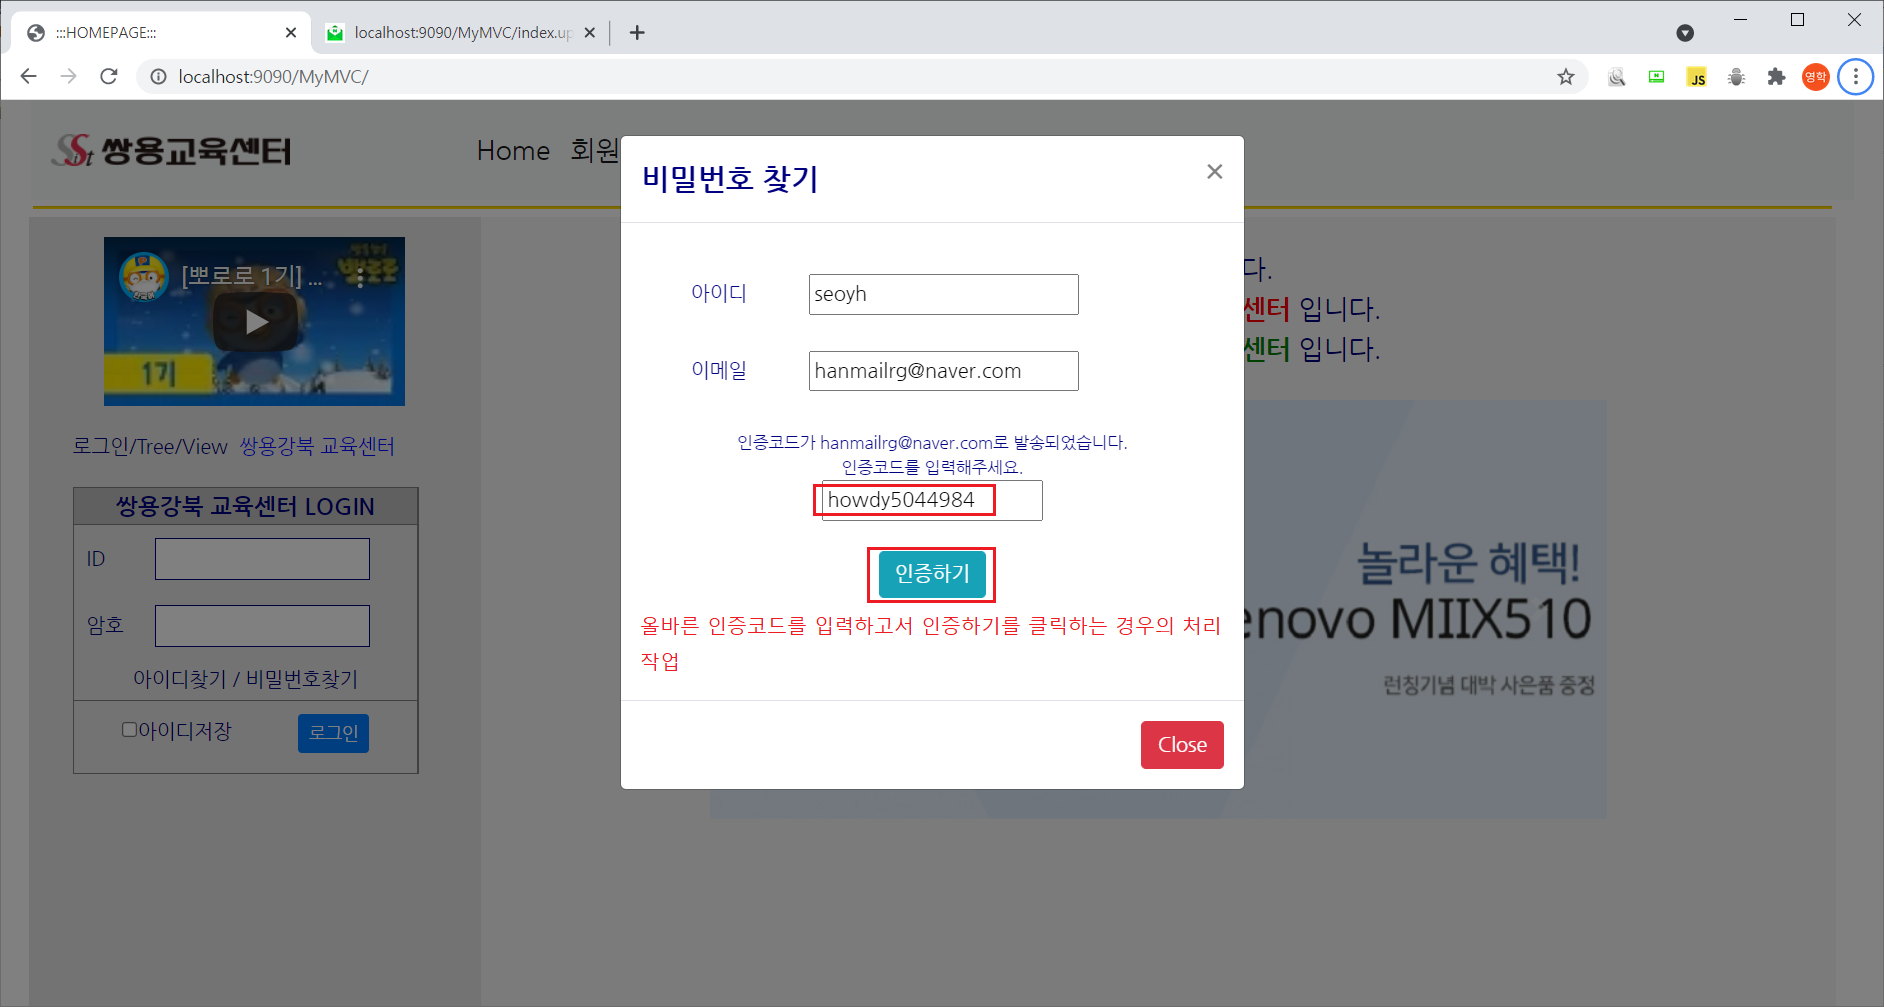 :::HOMEPAGE:::
localhost:9090/MyMVC/index.up
localhost:9090/MyMVC/
JS
영학
Sist 쌍용교육센터
Home 회원
비밀번호 찾기
×
[뽀로로 1기] ...
1기
아이디
seoyh
이메일
hanmailrg@naver.com
다.
센터 입니다.
센터 입니다.
인증코드가 hanmailrg@naver.com로 발송되었습니다.
인증코드를 입력해주세요.
howdy5044984
인증하기
올바른 인증코드를 입력하고서 인증하기를 클릭하는 경우의 처리
작업
Close
로그인/Tree/View 쌍용강북 교육센터
쌍용강북 교육센터 LOGIN
ID
암호
아이디찾기 / 비밀번호찾기
아이디저장
로그인
놀라운 혜택!
enovo MIIX510
런칭기념 대박 사은품 증정